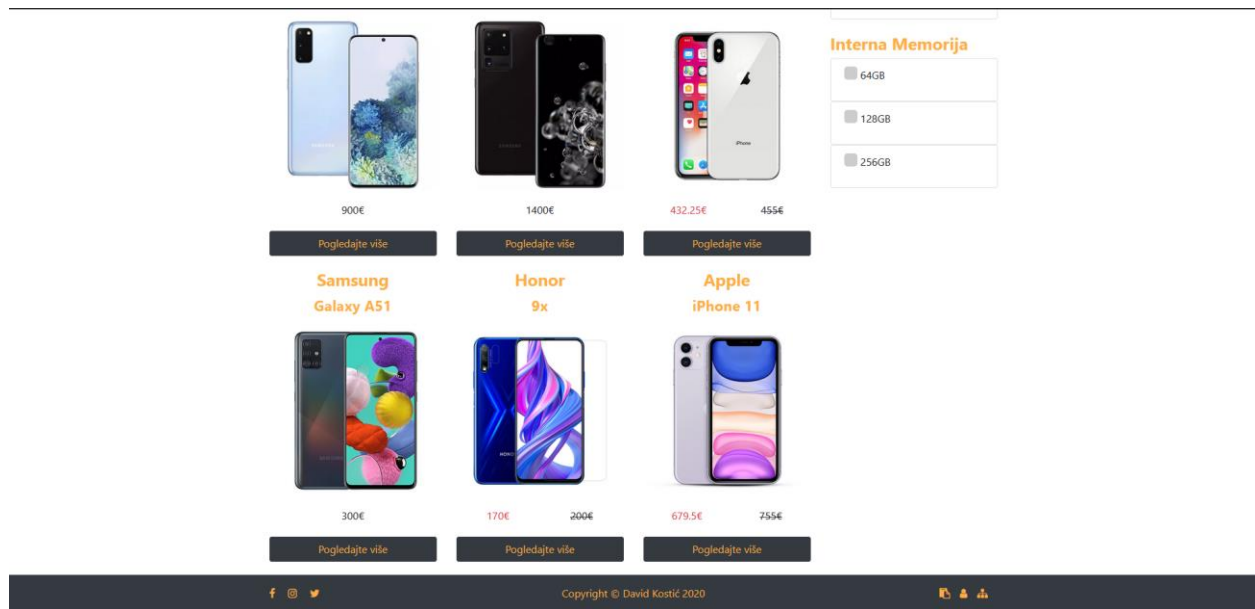 Interna Memorija
64GB
128GB
256GB
900€
1400€
432.25€ 455€
Pogledajte više
Pogledajte više
Pogledajte više
Samsung
Galaxy A51
Honor
9x
Apple
iPhone 11
300€
170€ 200€
679.5€ 755€
Pogledajte više
Pogledajte više
Pogledajte više
Copyright © David Kostić 2020